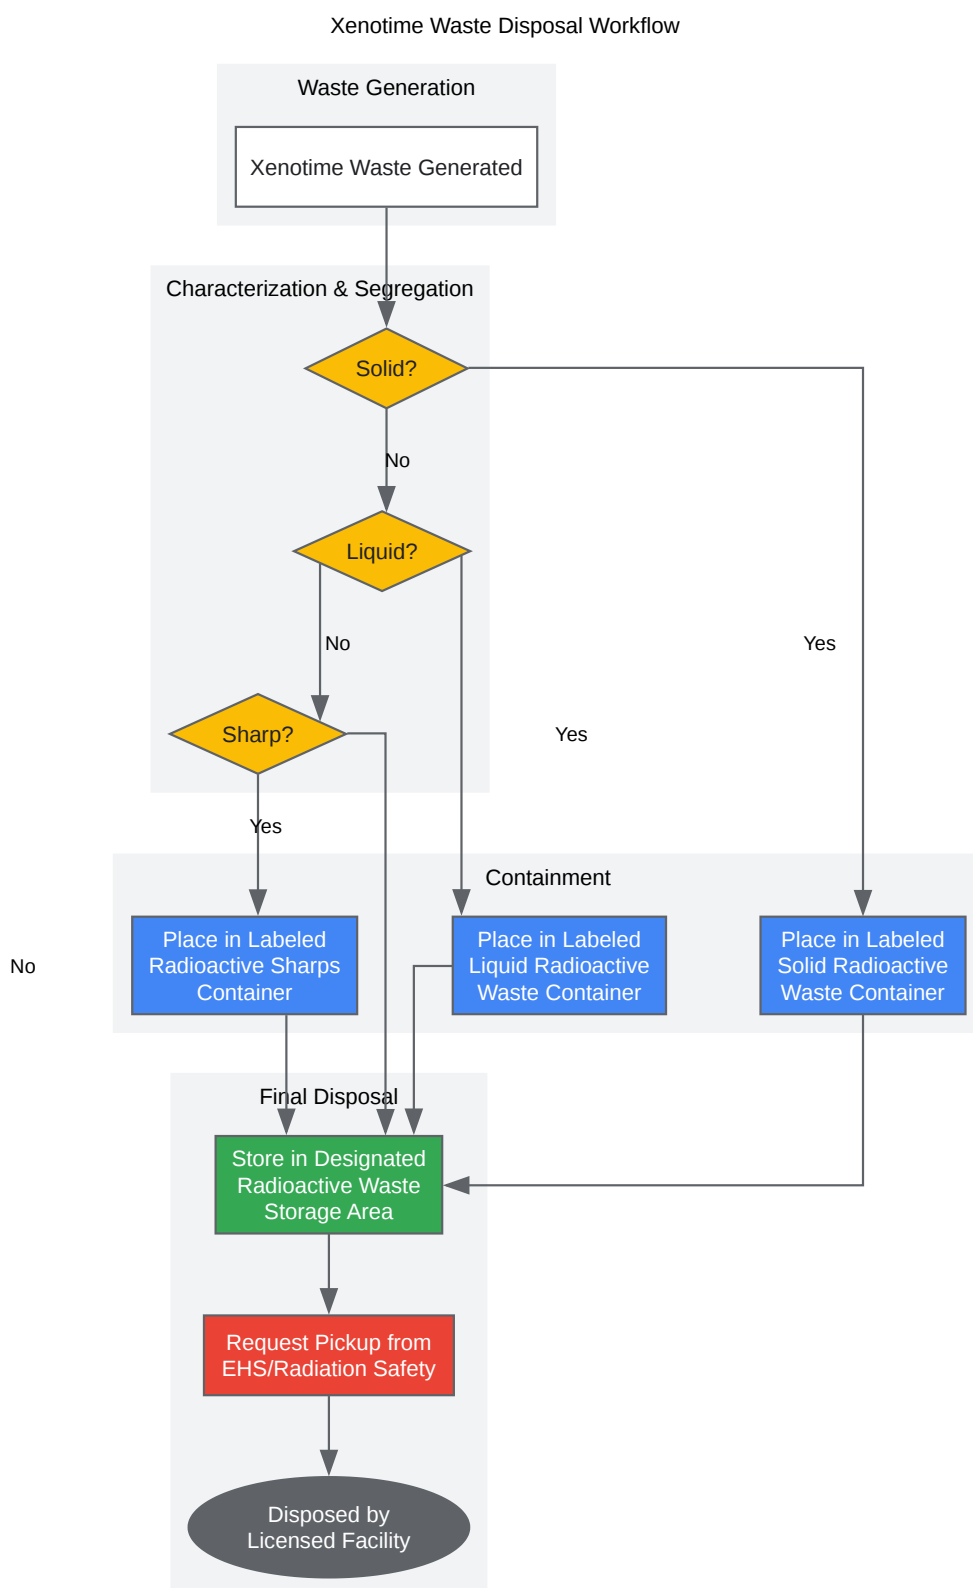 Xenotime Waste Disposal Workflow
Waste Generation
Xenotime Waste Generated
Characterization & Segregation
Solid?
No
Liquid?
No
Yes
Sharp?
Yes
Yes
Containment
Place in Labeled
Radioactive Sharps
Container
Place in Labeled
Liquid Radioactive
Waste Container
Place in Labeled
Solid Radioactive
Waste Container
No
Final Disposal
Store in Designated
Radioactive Waste
Storage Area
Request Pickup from
EHS/Radiation Safety
Disposed by
Licensed Facility